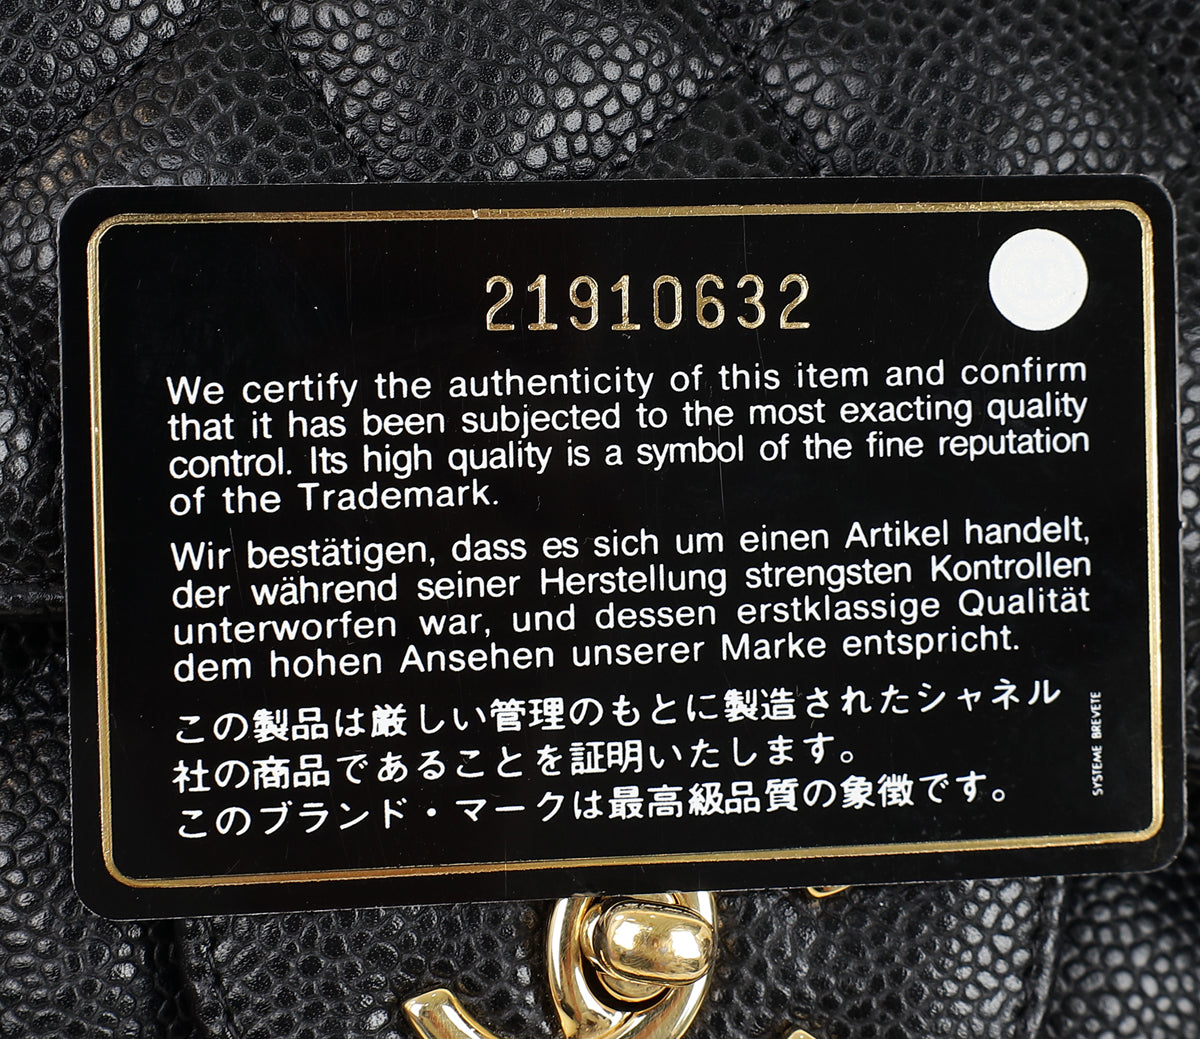 21910632
We certify the authenticity of this item and confirm
that it has been subjected to the most exacting quality
control. Its high quality is a symbol of the fine reputation
of the Trademark.
Wir bestätigen, dass es sich um einen Artikel handelt,
der während seiner Herstellung strengsten Kontrollen
unterworfen war, und dessen erstklassige Qualität
dem hohen Ansehen unserer Marke entspricht.
この製品は厳しい管理のもとに製造されたシャネル
社の商品であることを証明いたします。
このブランド・マークは最高級品質の象徴です。
SYSTEME BREVETE